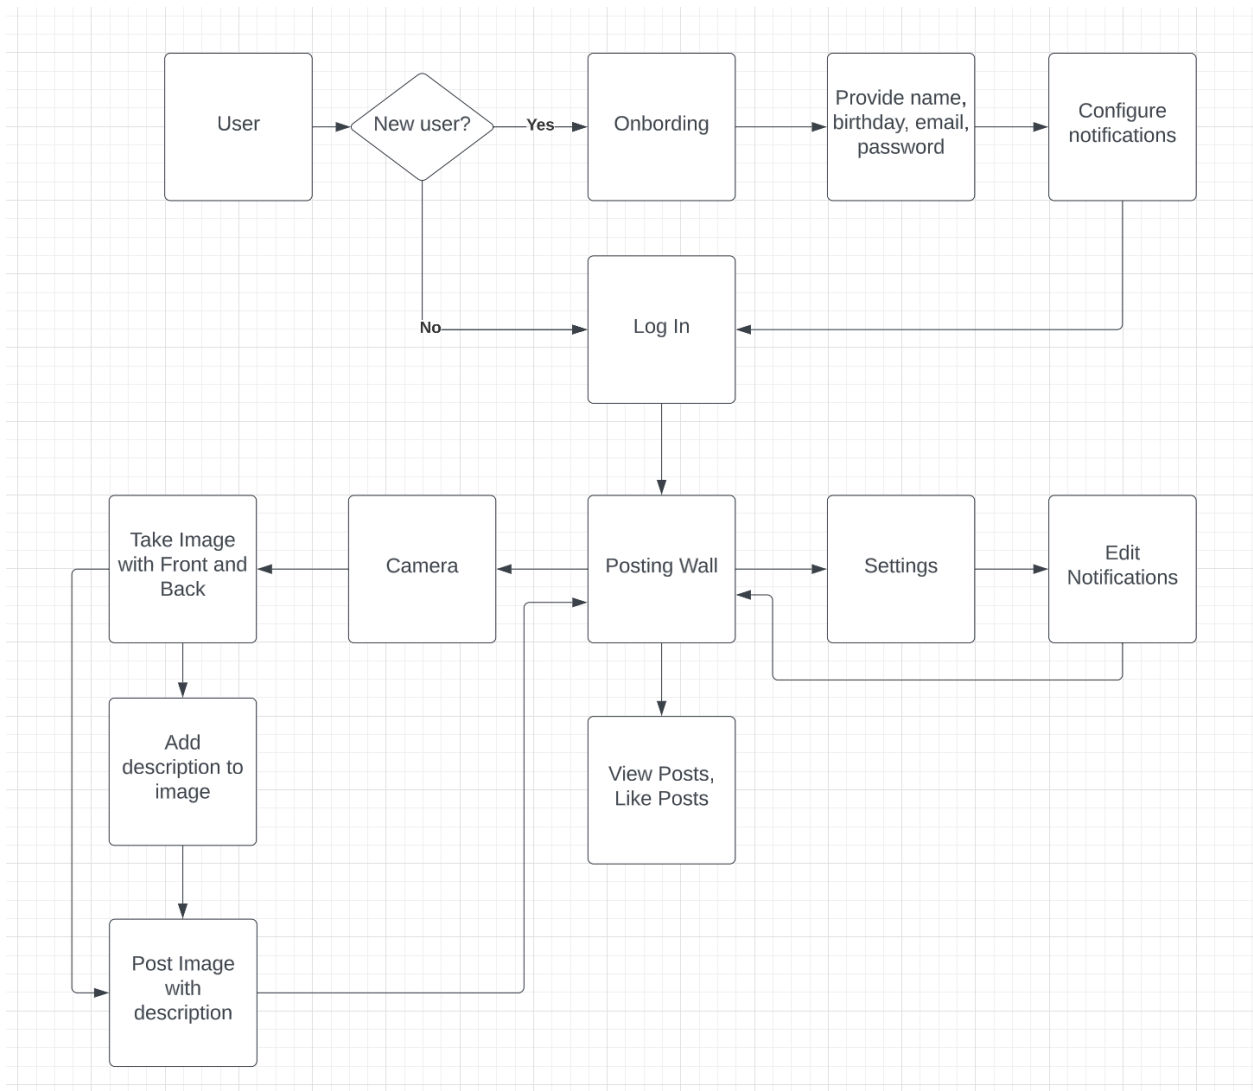 User
New user?
Yes
Onbording
Provide name,
birthday, email,
password
Configure
notifications
No
Log In
Take Image
with Front and
Back
Camera
Posting Wall
Settings
Edit
Notifications
Add
description to
image
View Posts,
Like Posts
Post Image
with
description